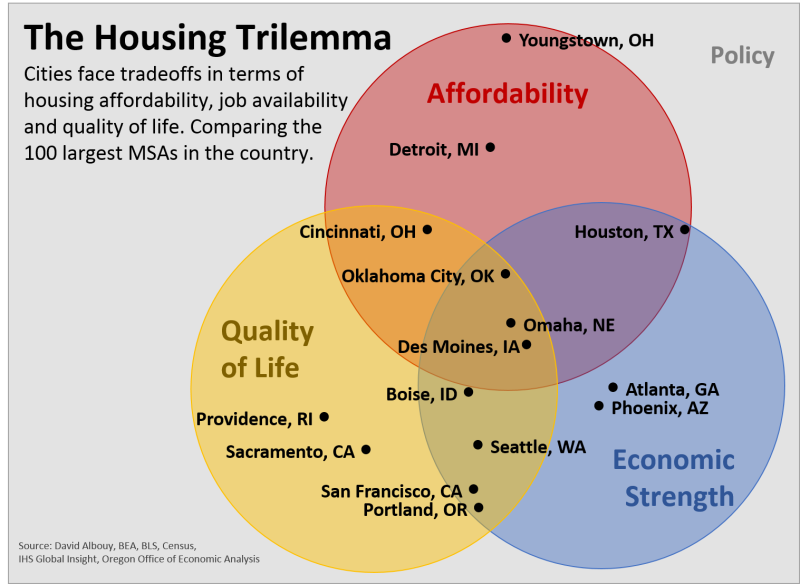 The Housing Trilemma
Cities face tradeoffs in terms of
housing affordability, job availability
and quality of life. Comparing the
100 largest MSAs in the country.
Youngstown, OH
Policy
Affordability
Detroit, MI
Cincinnati, OH
Houston, TX
Oklahoma City, OK
Omaha, NE
Quality
of Life
Des Moines, IA
Boise, ID
Atlanta, GA
Phoenix, AZ
Providence, RI
Sacramento, CA
Seattle, WA
Economic
Strength
San Francisco, CA
Portland, OR
Source: David Albouy, BEA, BLS, Census,
IHS Global Insight, Oregon Office of Economic Analysis